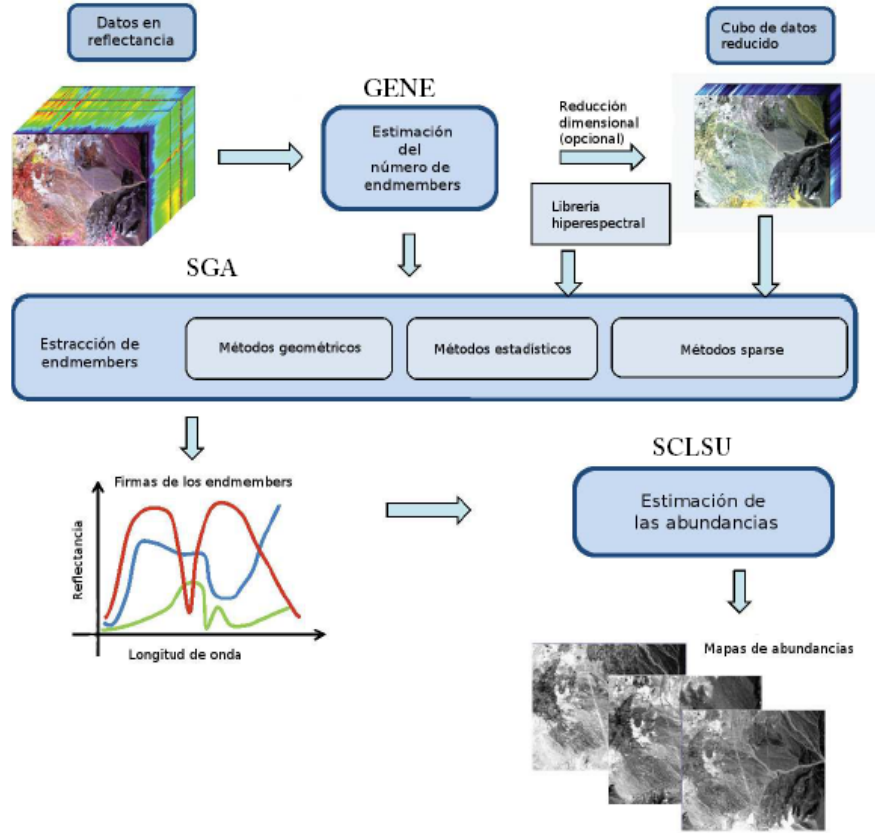 Datos en
reflectancia
Cubo de datos
reducido
GENE
Estimación
del
número de
endmembers
Reducción
dimensional
(opcional)
Libreria
hiperespectral
SGA
Estracción de
endmembers
Métodos geométricos
Métodos estadísticos
Métodos sparse
SCLSU
Firmas de los endmembers
Reflectancia
Longitud de onda
Estimación de
las abundancias
Mapas de abundancias